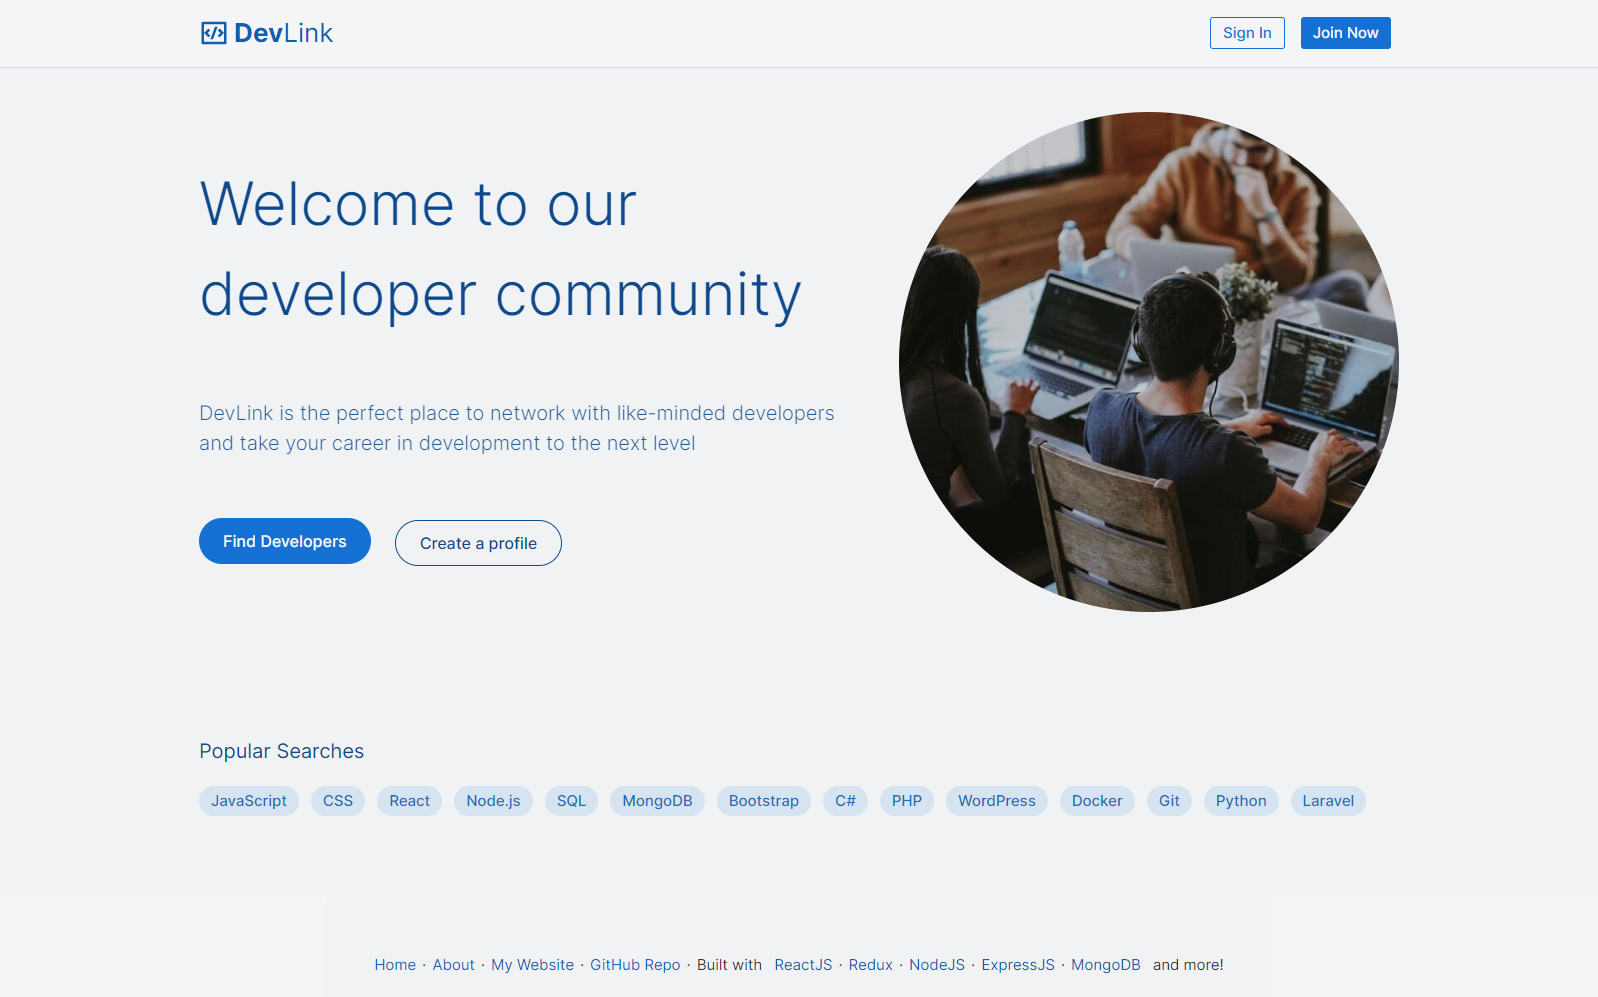 DevLink
Sign In
Join Now
Welcome to our
developer community
DevLink is the perfect place to network with like-minded developers
and take your career in development to the next level
Find Developers
Create a profile
Popular Searches
JavaScript CSS React Node.js SQL MongoDB Bootstrap C# PHP WordPress Docker Git Python Laravel
Home · About · My Website · GitHub Repo · Built with ReactJS · Redux · NodeJS · ExpressJS · MongoDB and more!